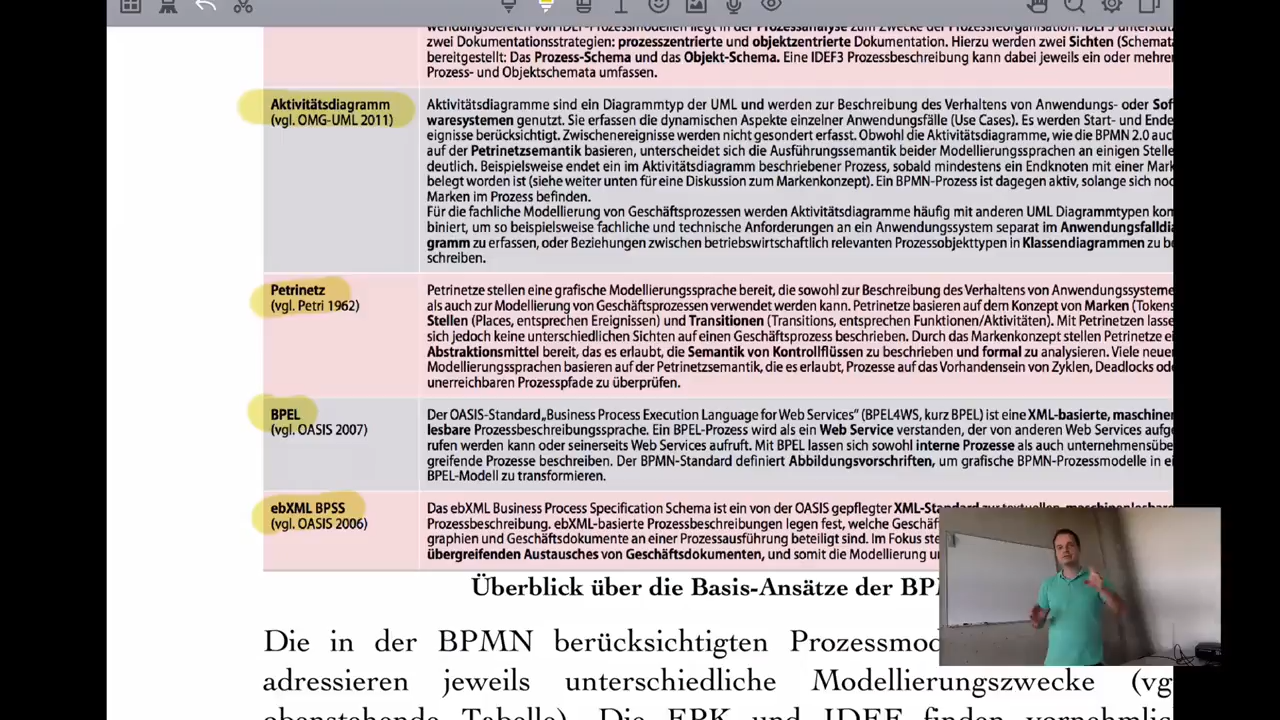 wendungsbereich von IDEF-Prozessmodellen liegt in der Prozessanalyse zum Zwecke der Prozessreorganisation. IDEF3
zwei Dokumentationsstrategien: prozesszentrierte und objektzentrierte Dokumentation. Hierzu werden zwei Sichten (Schemat
bereitgestellt: Das Prozess-Schema und das Objekt-Schema. Eine IDEF3 Prozessbeschreibung kann dabei jeweils ein oder mehre
Prozess- und Objektschemata umfassen.
Aktivitätsdiagramm
(vgl. OMG-UML 2011)
Aktivitätsdiagramme sind ein Diagrammtyp der UML und werden zur Beschreibung des Verhaltens von Anwendungs- oder Sof
waresystemen genutzt. Sie erfassen die dynamischen Aspekte einzelner Anwendungsfälle (Use Cases). Es werden Start- und Ende
eignisse berücksichtigt. Zwischenereignisse werden nicht gesondert erfasst. Obwohl die Aktivitätsdiagramme, wie die BPMN 2.0 auc
auf der Petrinetzsemantik basieren, unterscheidet sich die Ausführungssemantik beider Modellierungssprachen an einigen Stelle
deutlich. Beispielsweise endet ein im Aktivitätsdiagramm beschriebener Prozess, sobald mindestens ein Endknoten mit einer Mark
belegt worden ist (siehe weiter unten für eine Diskussion zum Markenkonzept). Ein BPMN-Prozess ist dagegen aktiv, solange sich noc
Marken im Prozess befinden.
Für die fachliche Modellierung von Geschäftsprozessen werden Aktivitätsdiagramme häufig mit anderen UML Diagrammtypen kom
biniert, um so beispielsweise fachliche und technische Anforderungen an ein Anwendungssystem separat im Anwendungsfalldia
gramm zu erfassen, oder Beziehungen zwischen betriebswirtschaftlich relevanten Prozessobjekttypen in Klassendiagrammen zu be
schreiben.
Petrinetz
(vgl. Petri 1962)
Petrinetze stellen eine grafische Modellierungssprache bereit, die sowohl zur Beschreibung des Verhaltens von Anwendungssysteme
als auch zur Modellierung von Geschäftsprozessen verwendet werden kann. Petrinetze basieren auf dem Konzept von Marken (Tokens
Stellen (Places, entsprechen Ereignissen) und Transitionen (Transitions, entsprechen Funktionen/Aktivitäten). Mit Petrinetzen lasse
sich jedoch keine unterschiedlichen Sichten auf einen Geschäftsprozess beschrieben. Durch das Markenkonzept stellen Petrinetze ei
Abstraktionsmittel bereit, das es erlaubt, die Semantik von Kontrollflüssen zu beschrieben und formal zu analysieren. Viele neue
Modellierungssprachen basieren auf der Petrinetzsemantik, die es erlaubt, Prozesse auf das Vorhandensein von Zyklen, Deadlocks ode
unerreichbaren Prozesspfade zu überprüfen.
BPEL
(vgl. OASIS 2007)
Der OASIS-Standard „Business Process Execution Language for Web Services“ (BPEL4WS, kurz BPEL) ist eine XML-basierte, maschinen
lesbare Prozessbeschreibungssprache. Ein BPEL-Prozess wird als ein Web Service verstanden, der von anderen Web Services aufge
rufen werden kann oder seinerseits Web Services aufruft. Mit BPEL lassen sich sowohl interne Prozesse als auch unternehmensübe
greifende Prozesse beschreiben. Der BPMN-Standard definiert Abbildungsvorschriften, um grafische BPMN-Prozessmodelle in ei
BPEL-Modell zu transformieren.
ebXML BPSS
(vgl. OASIS 2006)
Das ebXML Business Process Specification Schema ist ein von der OASIS gepflegter XML-Standard zur textuellen, maschinenlesbare
Prozessbeschreibung. ebXML-basierte Prozessbeschreibungen legen fest, welche Geschäf
graphien und Geschäftsdokumente an einer Prozessausführung beteiligt sind. Im Fokus ste
übergreifenden Austausches von Geschäftsdokumenten, und somit die Modellierung u
Überblick über die Basis-Ansätze der BP
Die in der BPMN berücksichtigten Prozessmod
adressieren jeweils unterschiedliche Modellierungszwecke (vg
obenstehende Tabelle). Die EPK und IDEF finden vornehmlic